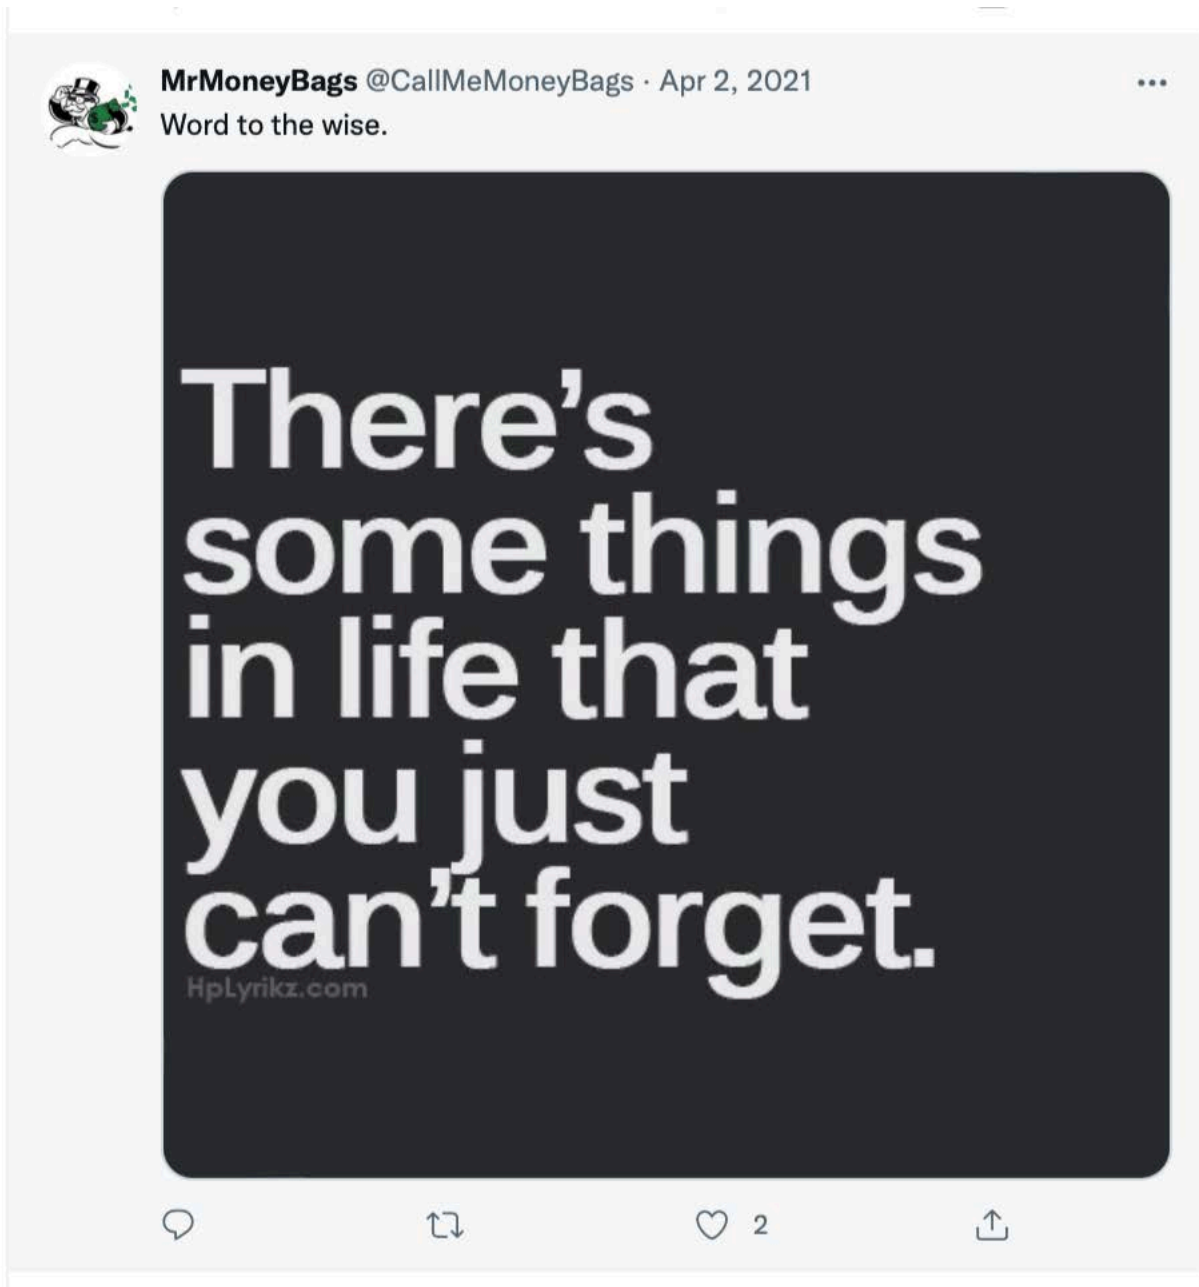 MrMoneyBags @CallMeMoneyBags · Apr 2, 2021
Word to the wise.
There’s
some things
in life that
you just
can’t forget.
HpLyrikz.com
2